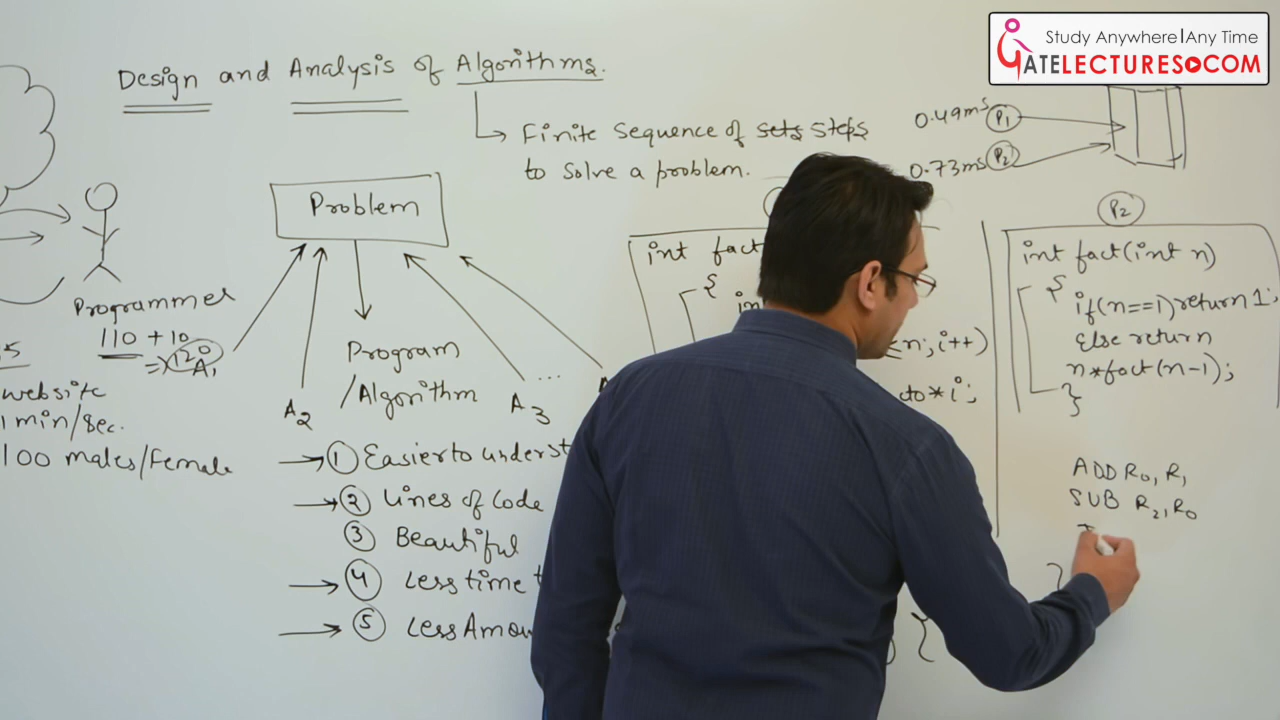 Study Anywhere|Any Time
GATELECTURES.COM
Design and Analysis of Algorithms.
Finite Sequence of sets steps
to Solve a problem.
0.49ms P1
0.73ms P2
Problem
Programmer
110 + 10
=> 120
A1
website
1 min/sec.
100 males/Female
Program
/Algorithm
A2
A3 ...
1 Easier to underst
2 Lines of Code
3 Beautiful
4 Less time
5 Less Amou
int fact
{
in
n; i++)
*i;
}
P2
int fact(int n)
{
if(n==1) return 1;
Else return
n*fact(n-1);
}
ADD R0, R1
SUB R2, R0